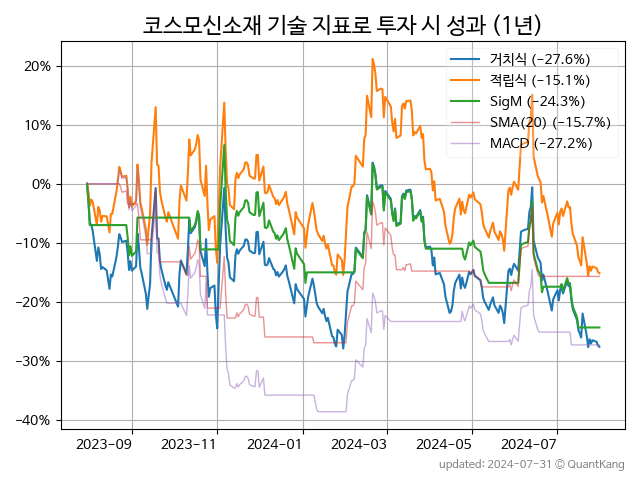 코스모신소재 기술 지표로 투자 시 성과 (1년)
거치식 (−27.6%)
적립식 (−15.1%)
SigM (−24.3%)
SMA(20) (−15.7%)
MACD (−27.2%)
20%
10%
0%
−10%
−20%
−30%
−40%
2023-09 2023-11 2024-01 2024-03 2024-05 2024-07
updated: 2024-07-31 © QuantKang